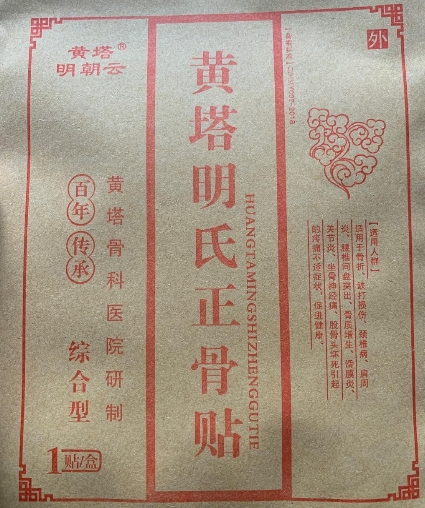 黄塔®
明朝云
外
黄塔明氏正骨贴
HUANGTAMINGSHIZHENGGUTIE
百年传承
黄塔骨科医院研制
综合型
1贴/盒
【适用人群】
适用于骨折、跌打损伤、颈椎病、肩周
炎、腰椎间盘突出、骨质增生、滑膜炎、
关节炎、坐骨神经痛、股骨头坏死引起
的疼痛不适症状，促进健康。